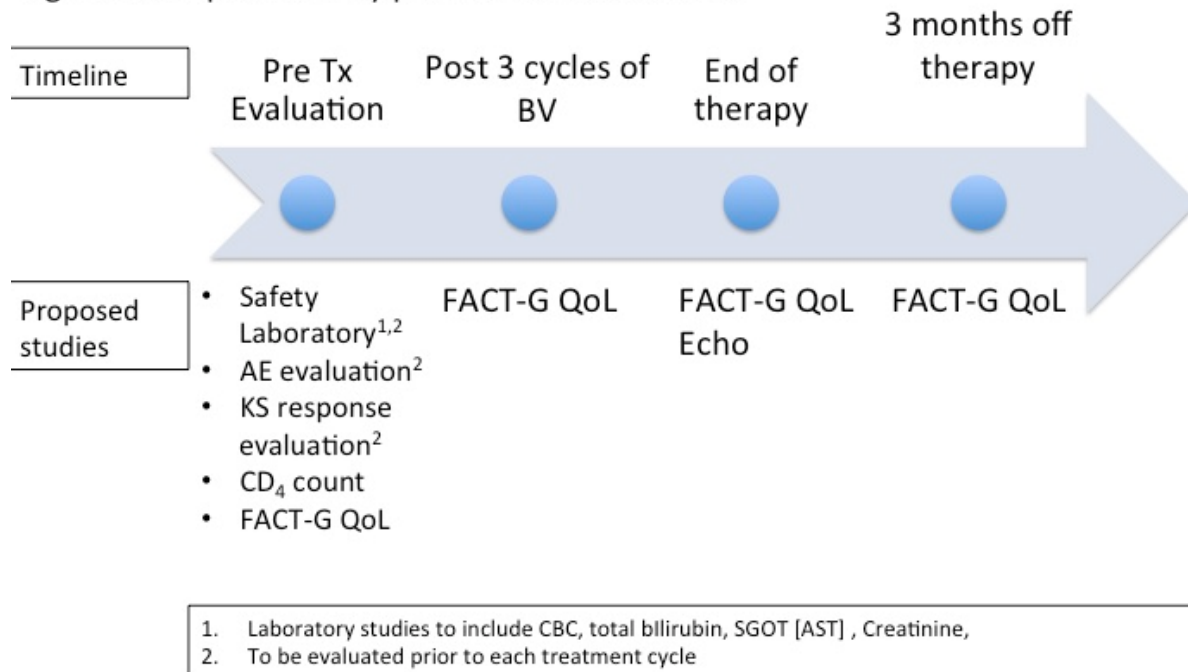 Timeline
Pre Tx
Evaluation
Post 3 cycles of
BV
End of
therapy
3 months off
therapy
Proposed
studies
• Safety
Laboratory1,2
• AE evaluation2
• KS response
evaluation2
• CD4 count
• FACT-G QoL
FACT-G QoL
FACT-G QoL
Echo
FACT-G QoL
1. Laboratory studies to include CBC, total bIlirubin, SGOT [AST] , Creatinine,
2. To be evaluated prior to each treatment cycle